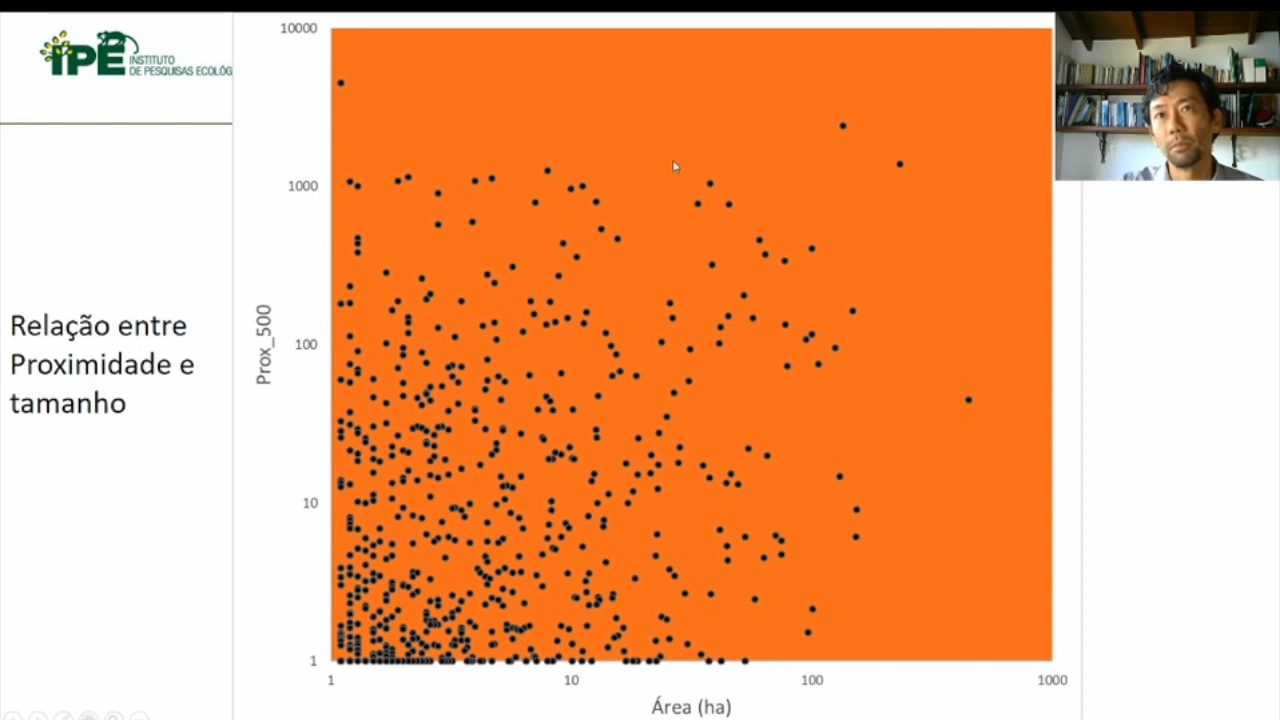 IPÊ
INSTITUTO
DE PESQUISAS ECOLÓG
Relação entre
Proximidade e
tamanho
Prox_500
10000
1000
100
10
1
1
10
100
1000
Área (ha)